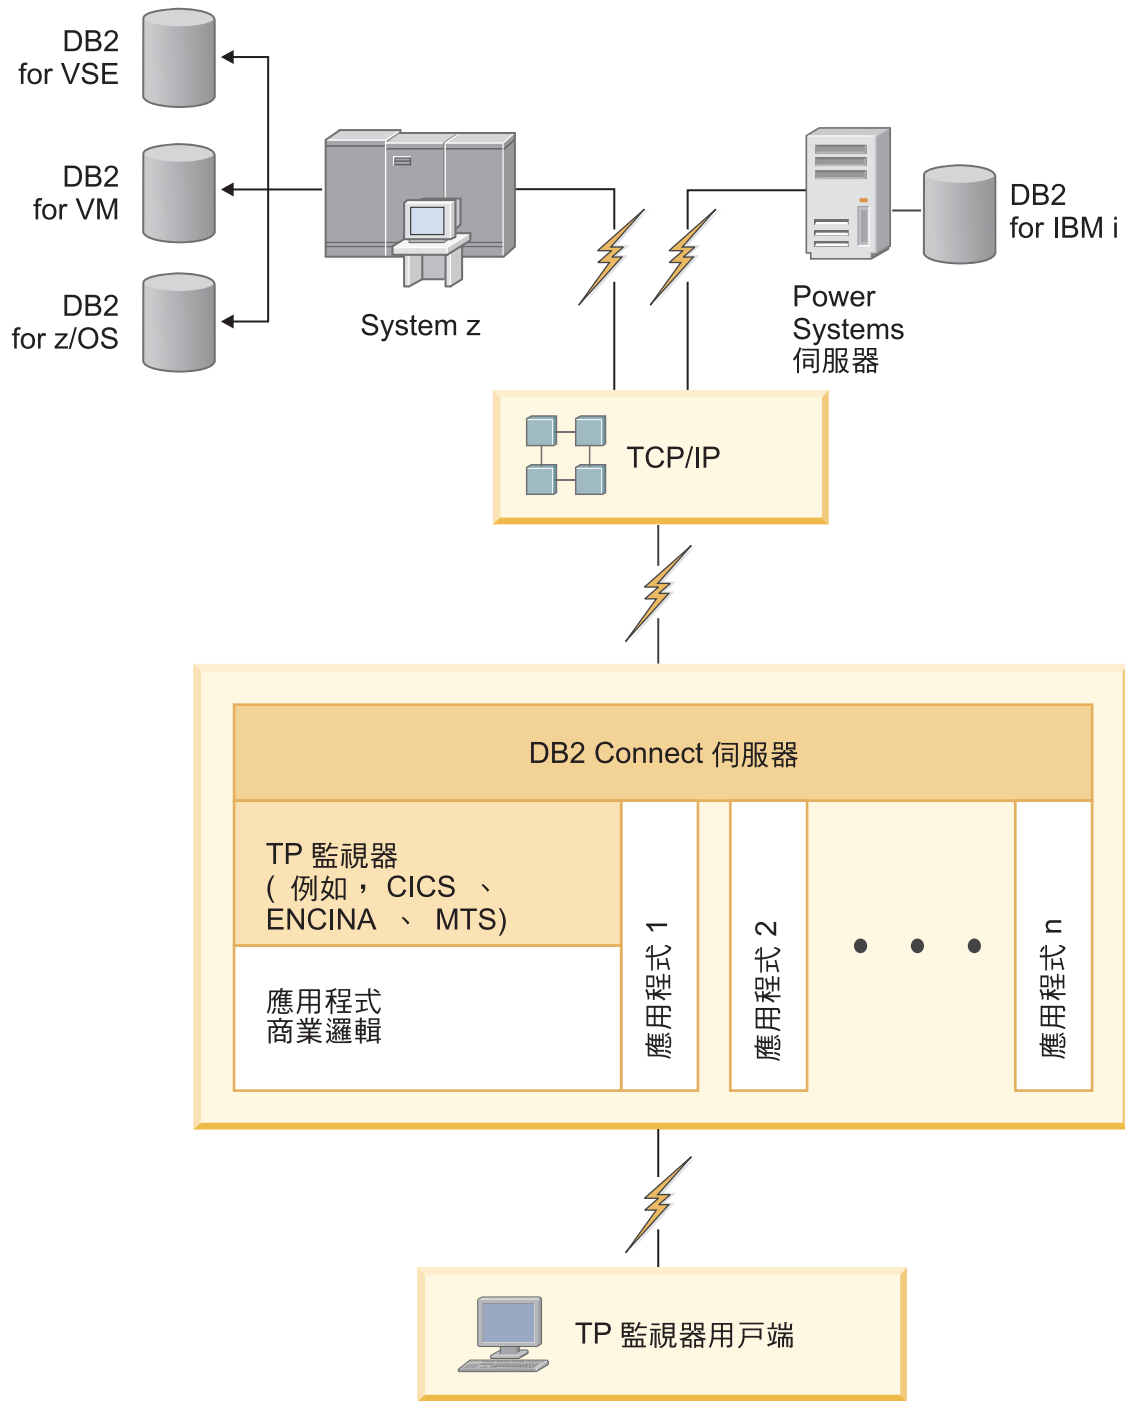 DB2
for VSE
DB2
for VM
DB2
for z/OS
System z
Power
Systems
伺服器
DB2
for IBM i
TCP/IP
DB2 Connect 伺服器
TP 監視器
( 例如， CICS 、
ENCINA 、 MTS)
應用程式
商業邏輯
應用程式 1
應用程式 2
應用程式 n
TP 監視器用戶端